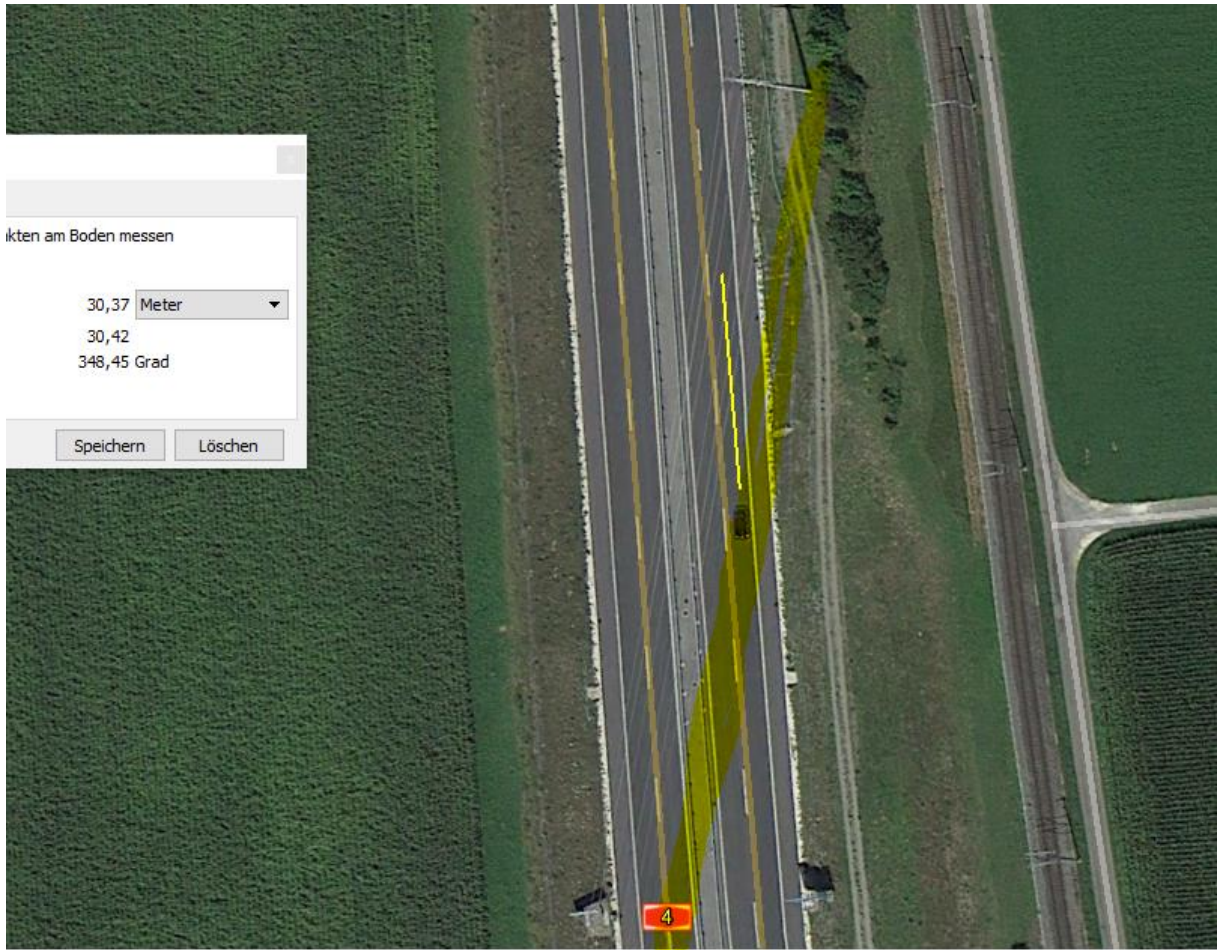 kten am Boden messen
30,37 Meter
30,42
348,45 Grad
Speichern Löschen
4